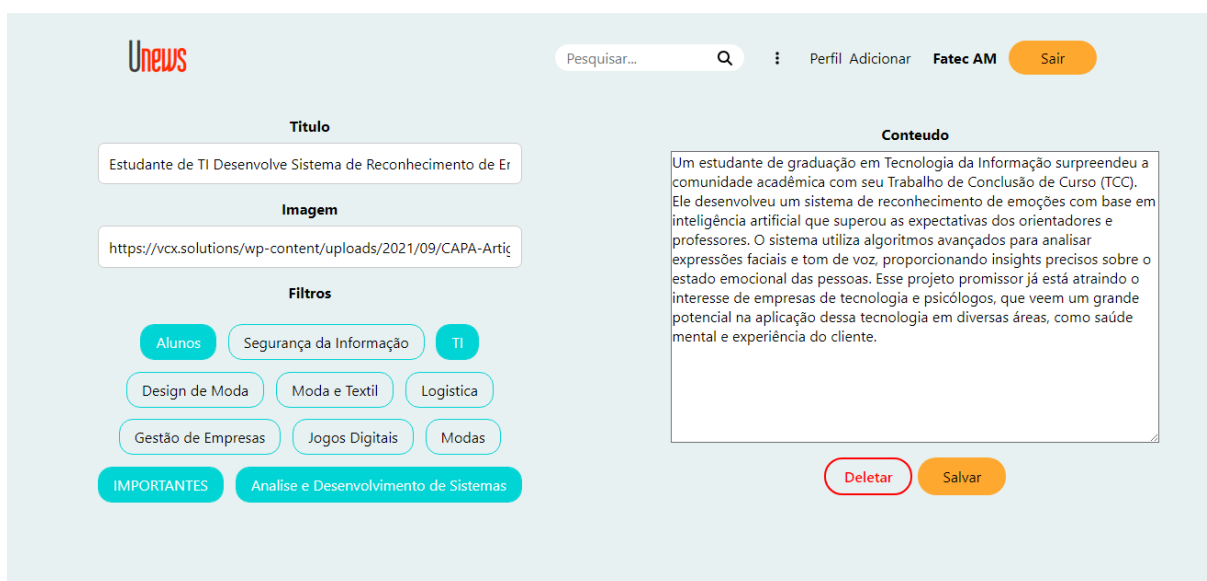 Unews
Pesquisar...
Perfil Adicionar Fatec AM Sair
Titulo
Estudante de TI Desenvolve Sistema de Reconhecimento de
Imagem
https://vcx.solutions/wp-content/uploads/2021/09/CAPA-Artig
Filtros
Alunos Segurança da Informação TI
Design de Moda Moda e Textil Logistica
Gestão de Empresas Jogos Digitais Modas
IMPORTANTES Analise e Desenvolvimento de Sistemas
Conteudo
Um estudante de graduação em Tecnologia da Informação surpreendeu a
comunidade acadêmica com seu Trabalho de Conclusão de Curso (TCC).
Ele desenvolveu um sistema de reconhecimento de emoções com base em
inteligência artificial que superou as expectativas dos orientadores e
professores. O sistema utiliza algoritmos avançados para analisar
expressões faciais e tom de voz, proporcionando insights precisos sobre o
estado emocional das pessoas. Esse projeto promissor já está atraindo o
interesse de empresas de tecnologia e psicólogos, que veem um grande
potencial na aplicação dessa tecnologia em diversas áreas, como saúde
mental e experiência do cliente.
Deletar Salvar